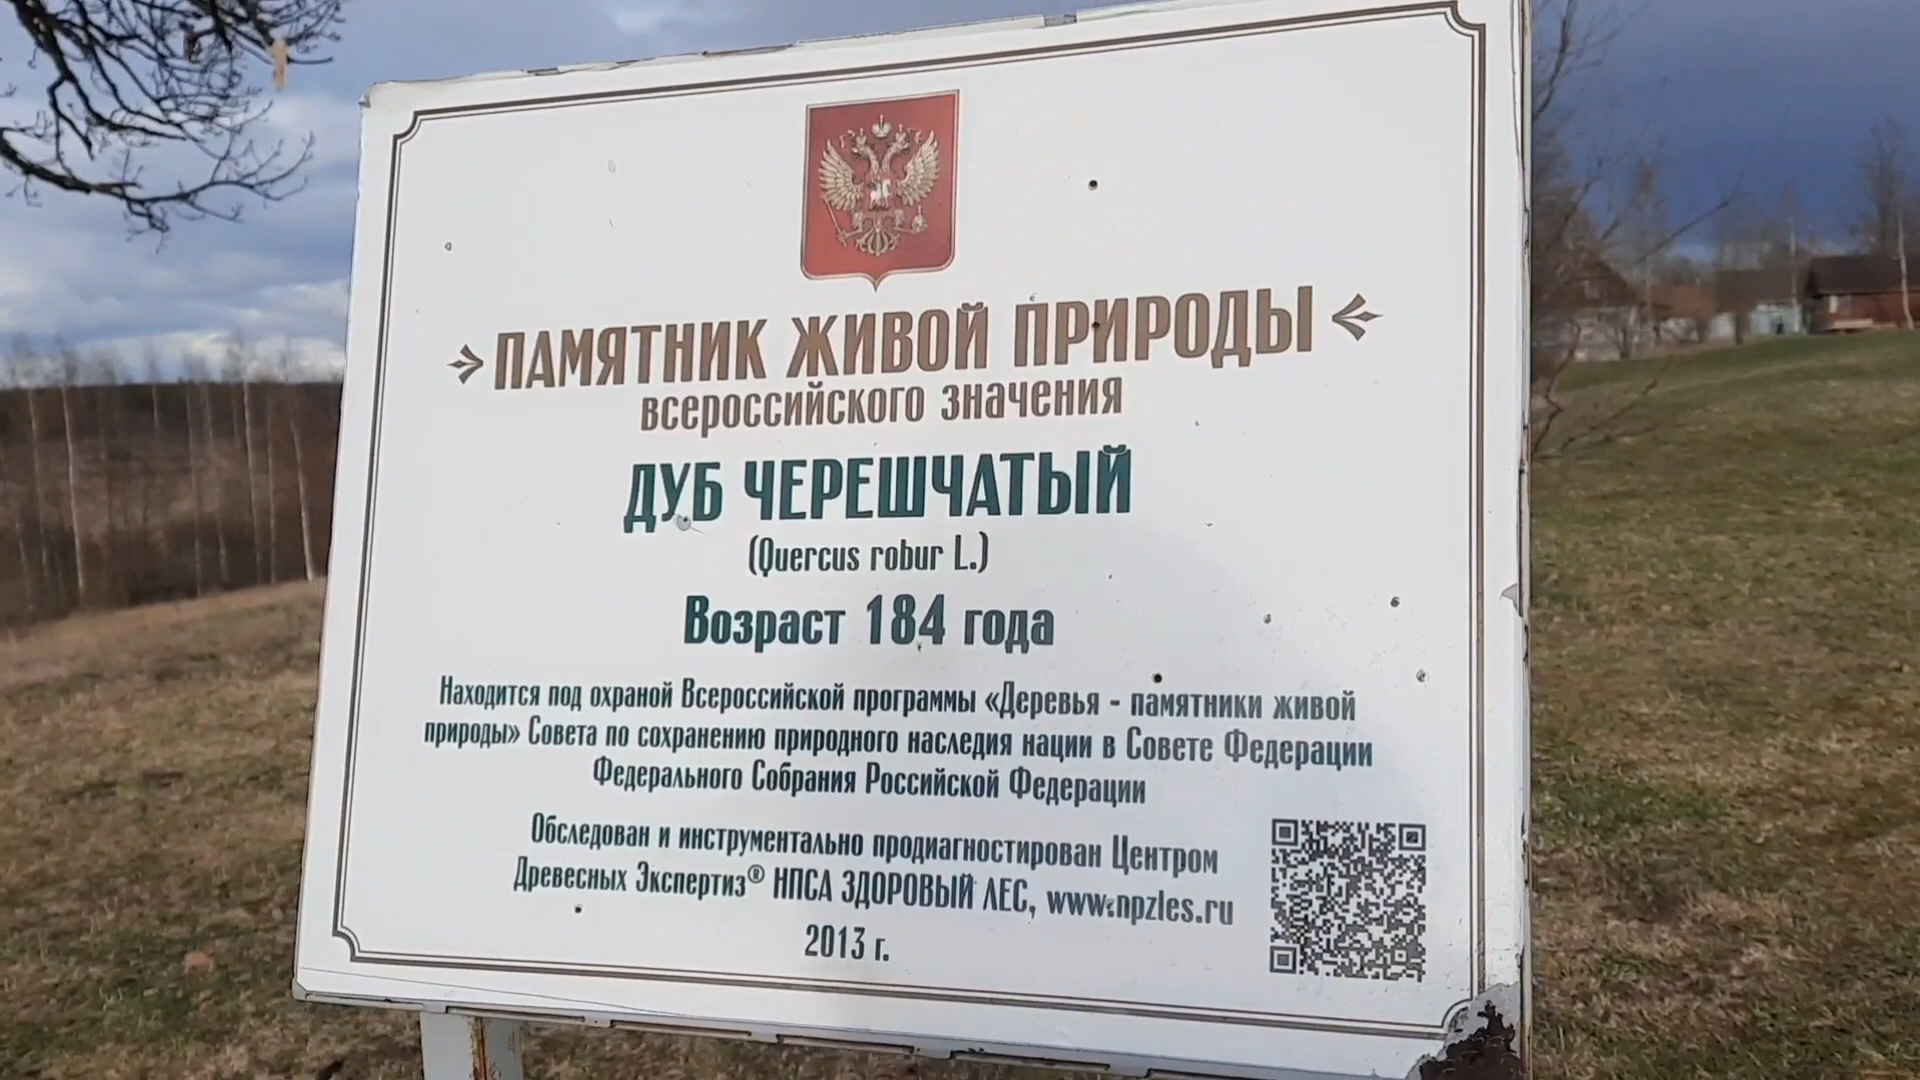 ПАМЯТНИК ЖИВОЙ ПРИРОДЫ
всероссийского значения
ДУБ ЧЕРЕШЧАТЫЙ
(Quercus robur L.)
Возраст 184 года
Находится под охраной Всероссийской программы «Деревья - памятники живой
природы» Совета по сохранению природного наследия нации в Совете Федерации
Федерального Собрания Российской Федерации
Обследован и инструментально продиагностирован Центром
Древесных Экспертиз® НПСА ЗДОРОВЫЙ ЛЕС, www.npzles.ru
2013 г.